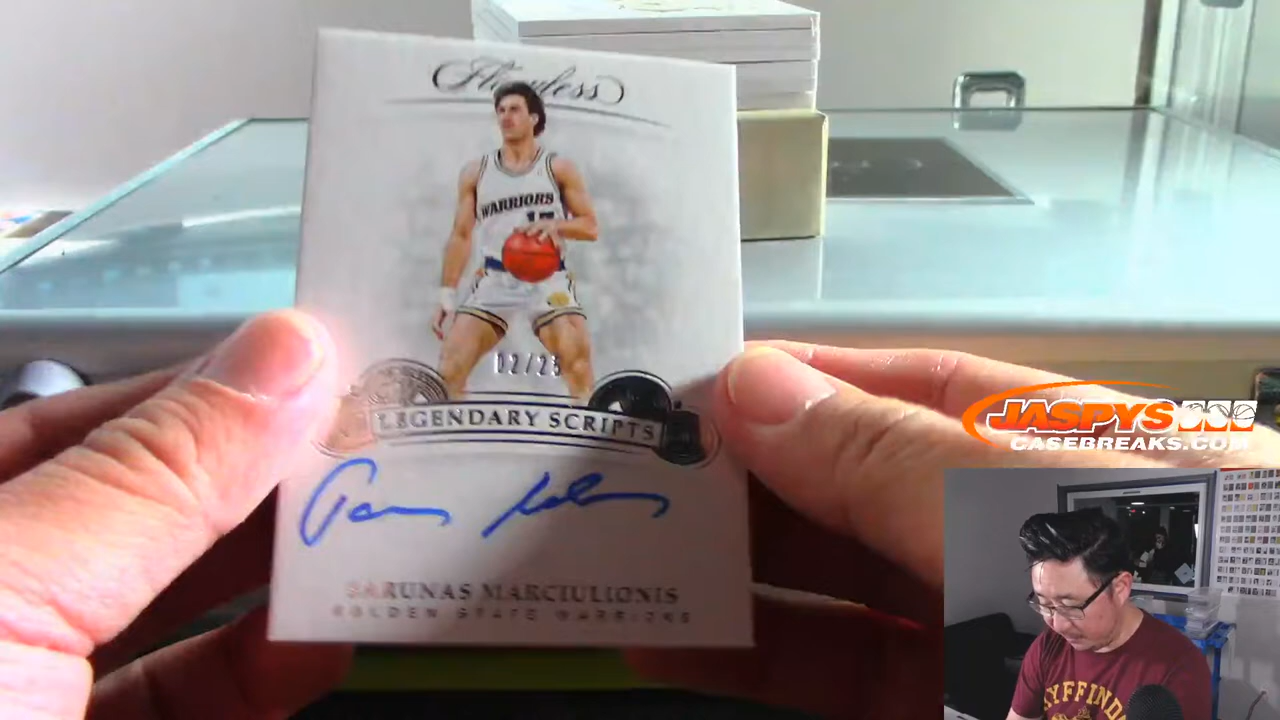 Flawless
WARRIORS
02/25
LEGENDARY SCRIPTS
SARUNAS MARCIULIONIS
GOLDEN STATE WARRIORS
JASPYS
CASEBREAKS.COM